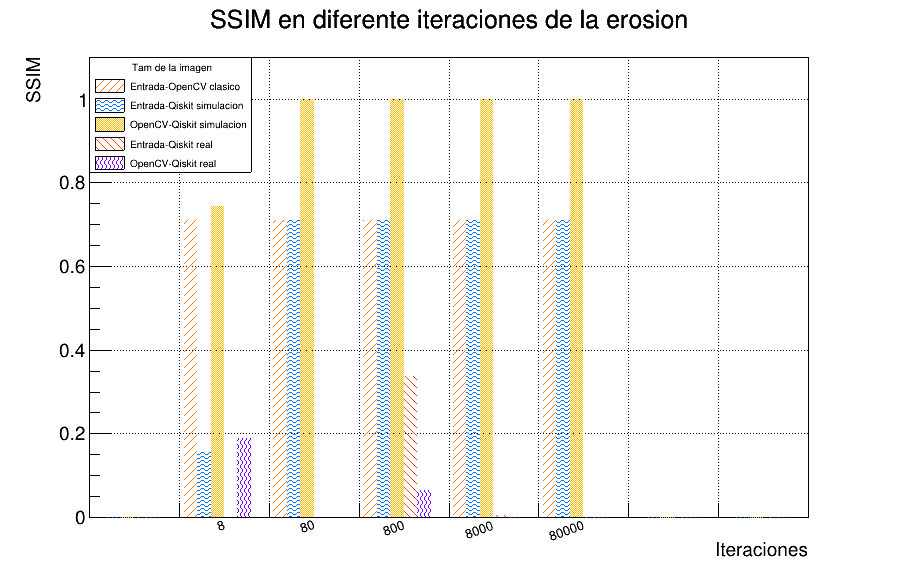 SSIM en diferente iteraciones de la erosion
SSIM
Tam de la imagen
Entrada-OpenCV clasico
Entrada-Qiskit simulacion
OpenCV-Qiskit simulacion
Entrada-Qiskit real
OpenCV-Qiskit real
1
0.8
0.6
0.4
0.2
0
8 80 800 8000 80000
Iteraciones